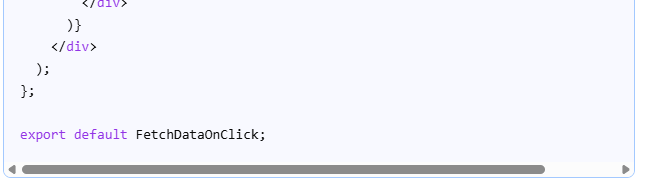 </div>
)}
</div>
);
};
export default FetchDataOnClick;